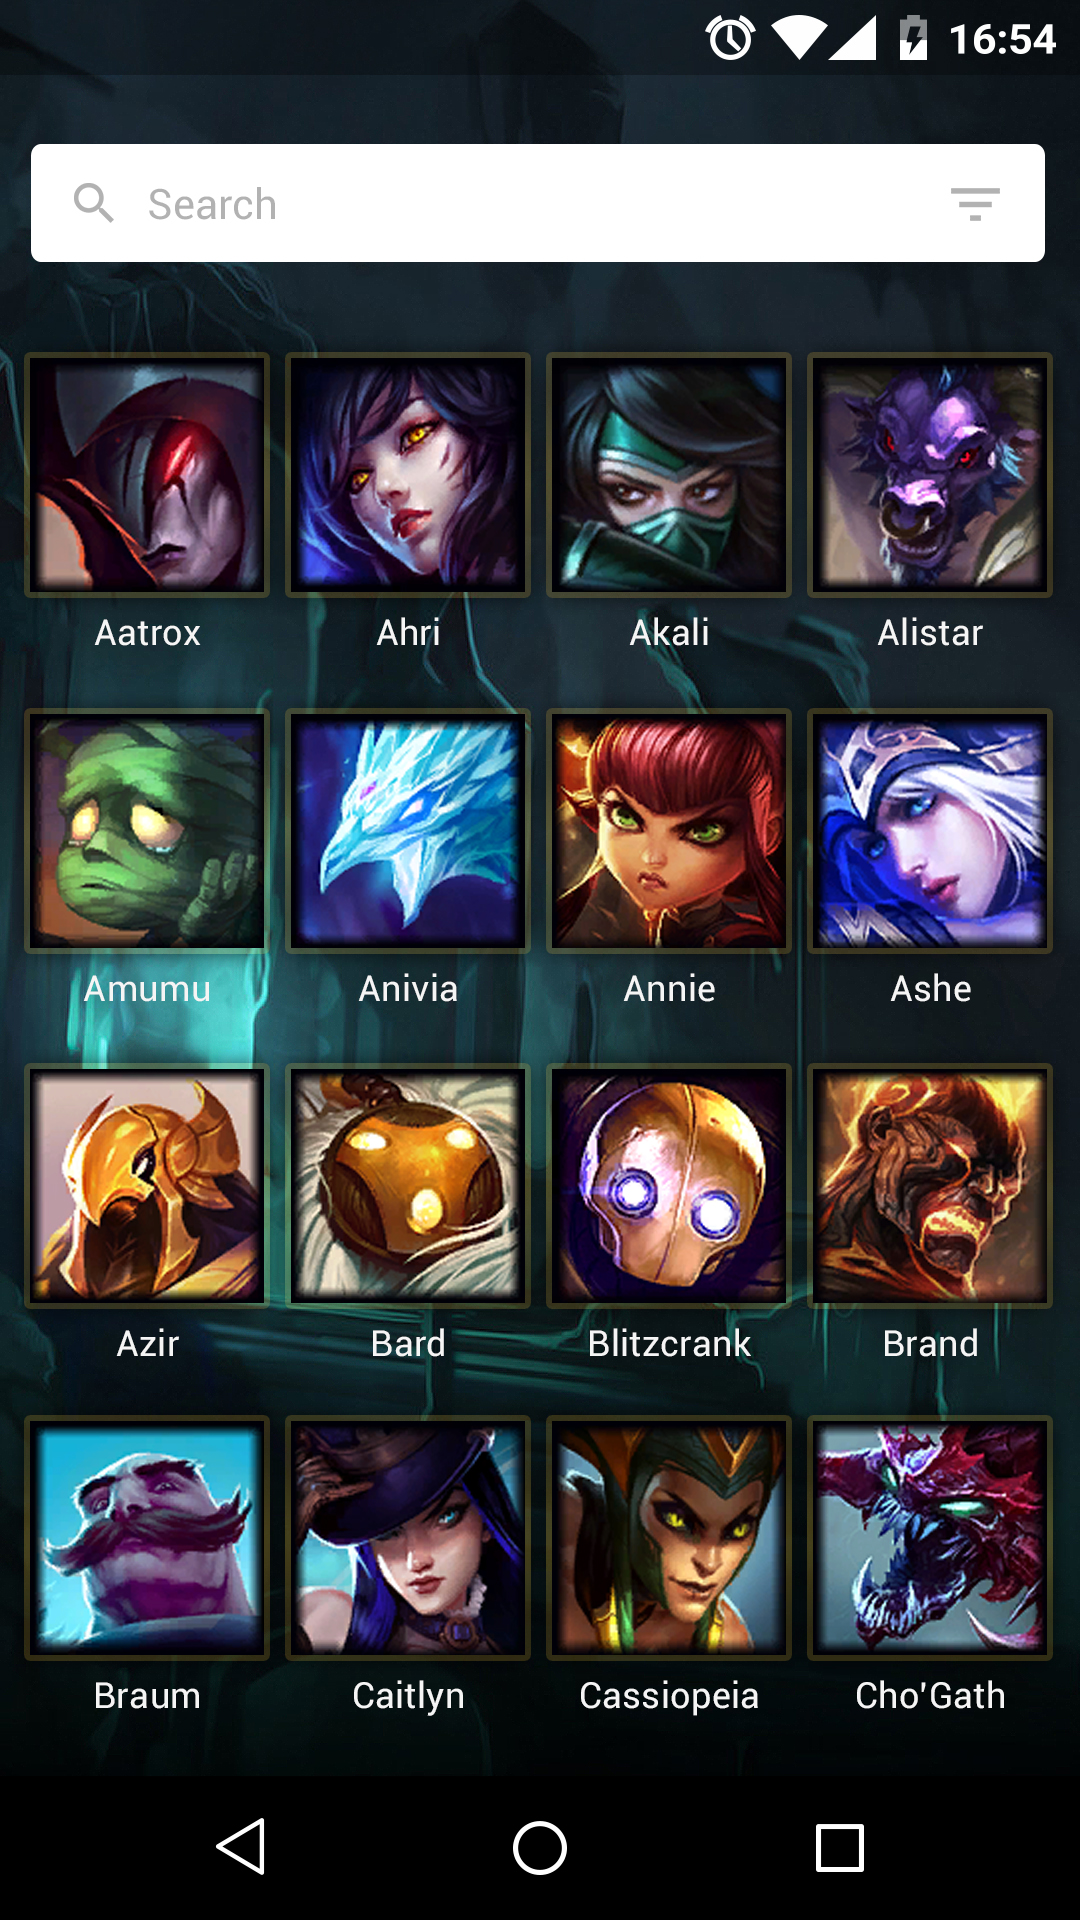 16:54
Search
Aatrox Ahri Akali Alistar
Amumu Anivia Annie Ashe
Azir Bard Blitzcrank Brand
Braum Caitlyn Cassiopeia Cho'Gath